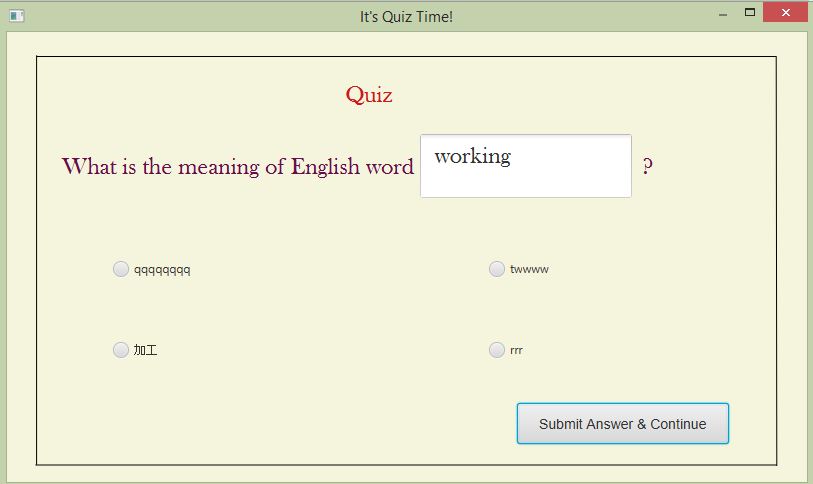 It's Quiz Time!
Quiz
What is the meaning of English word working ?
qqqqqqqq
twwww
加工
rrr
Submit Answer & Continue